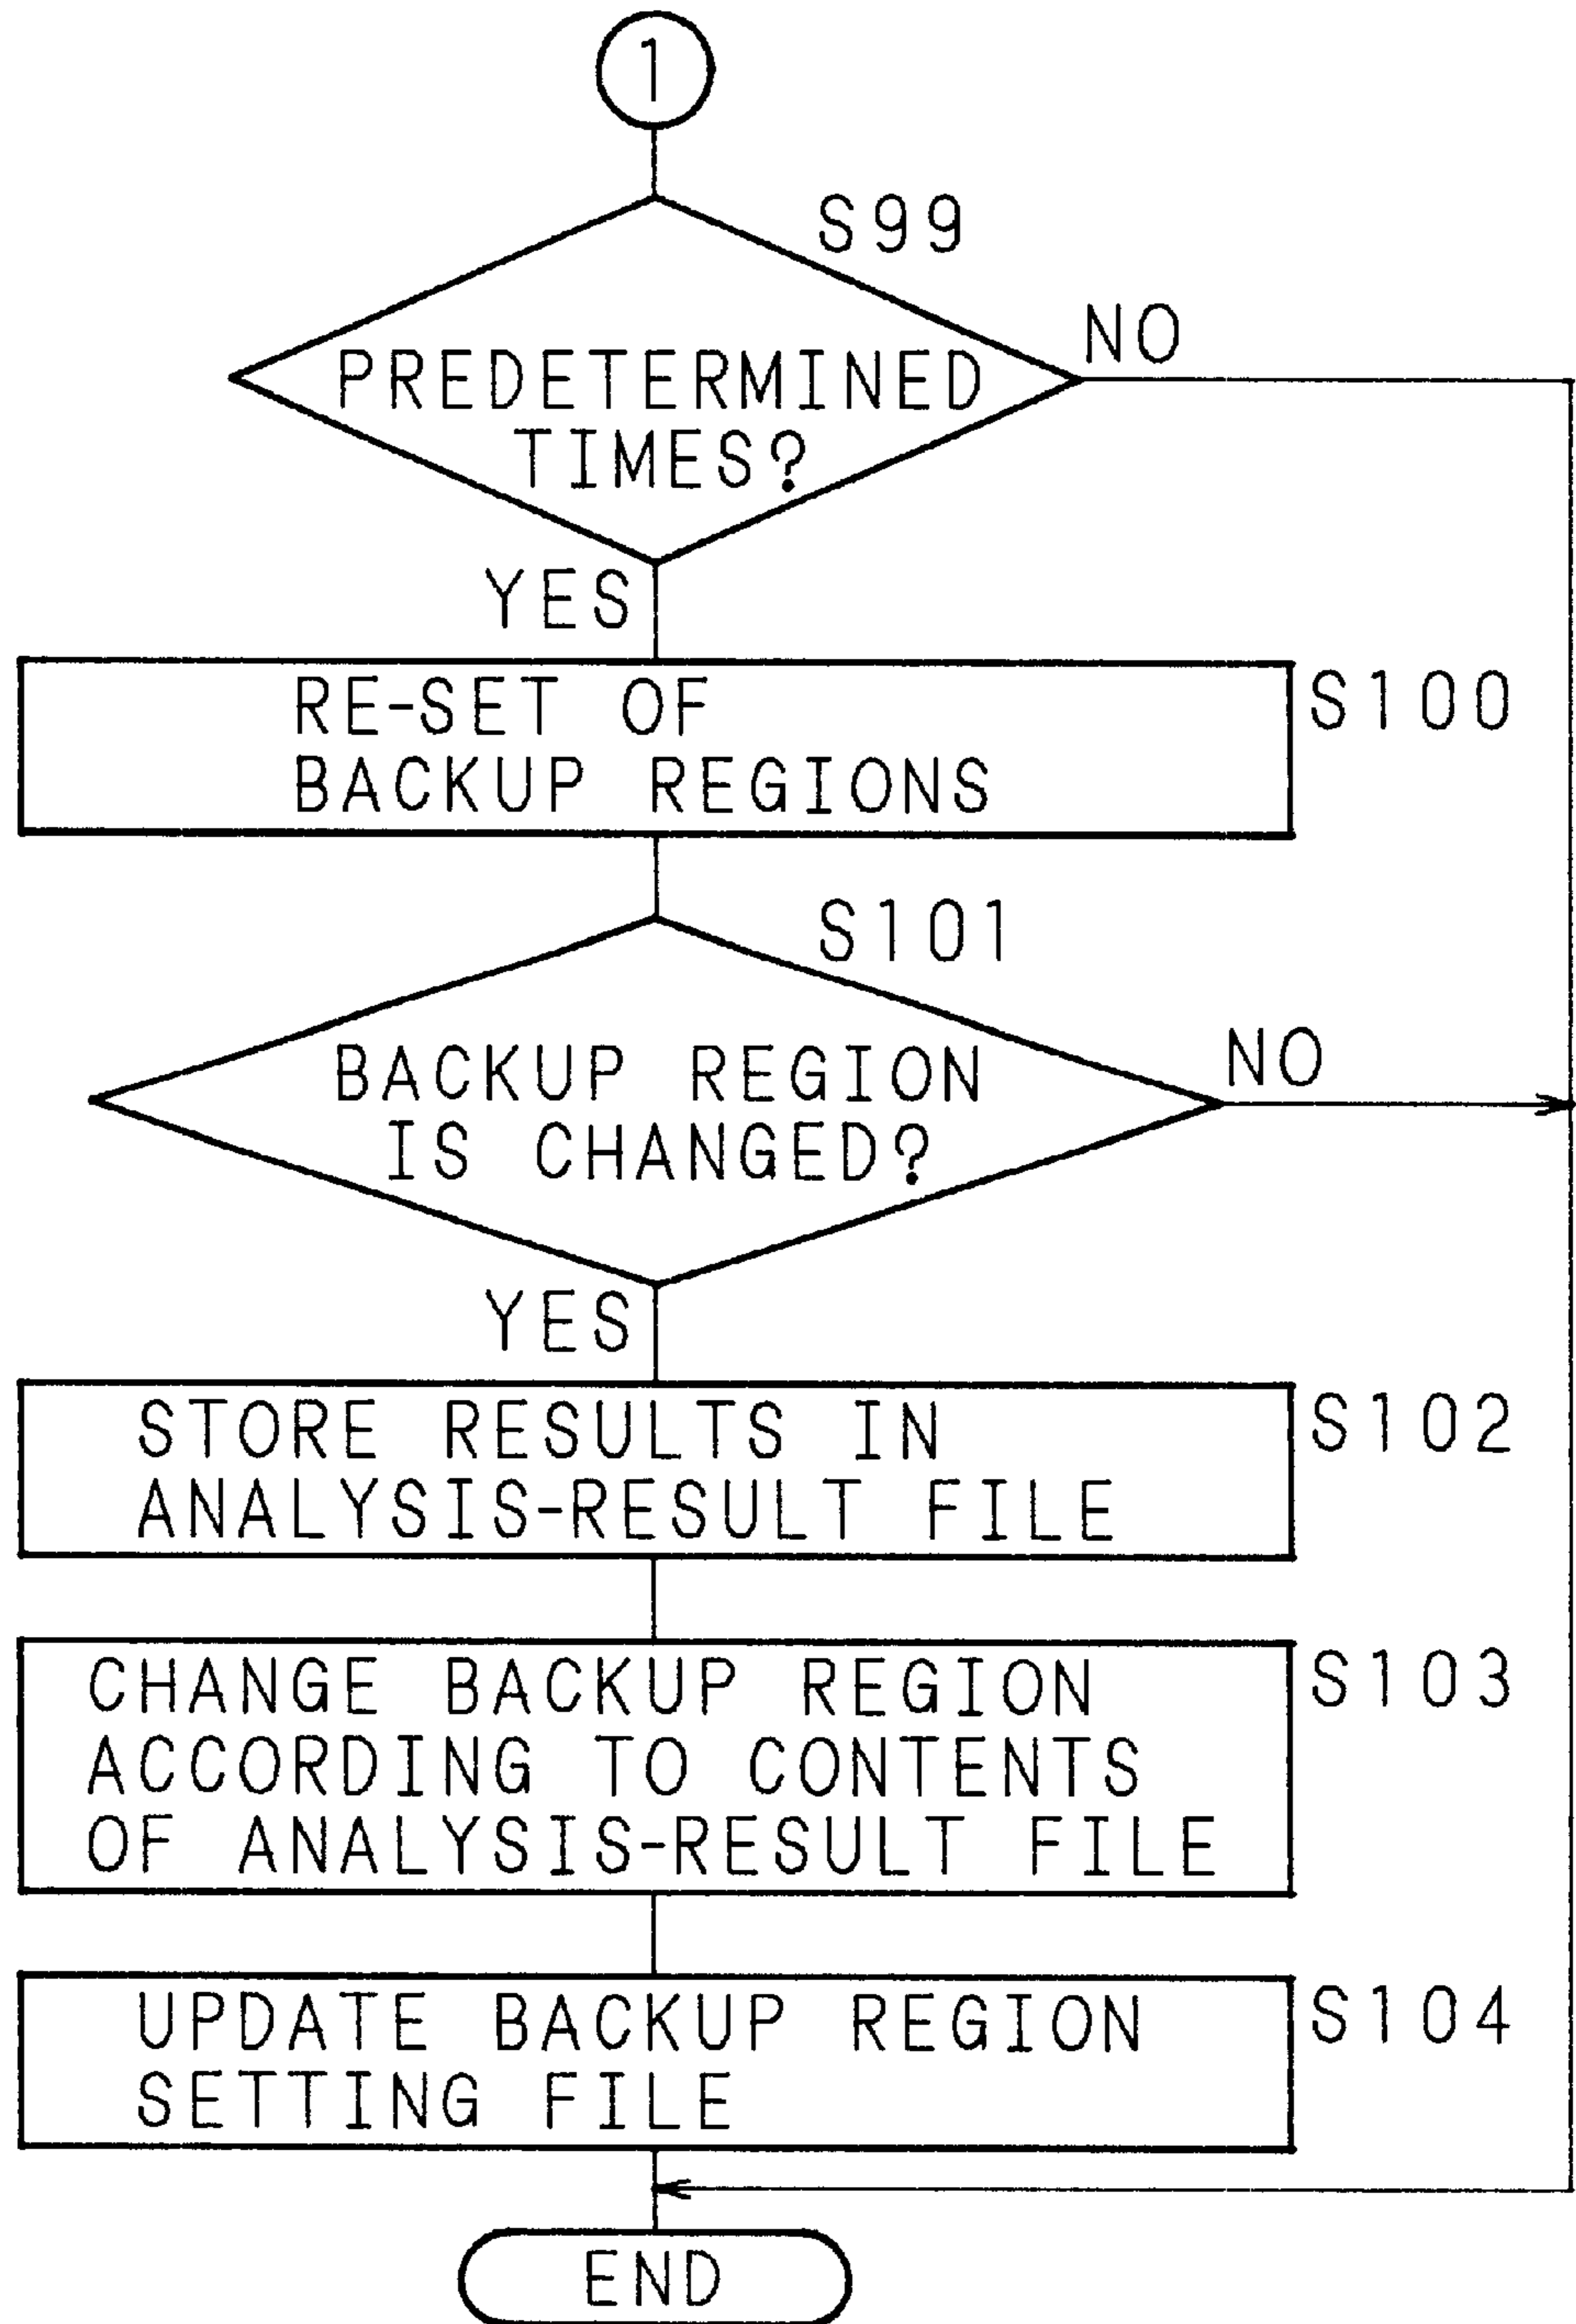 1
S99
NO
PREDETERMINED
TIMES?
YES
RE-SET OF
BACKUP REGIONS
S100
S101
BACKUP REGION
IS CHANGED?
NO
YES
STORE RESULTS IN
ANALYSIS-RESULT FILE
S102
CHANGE BACKUP REGION
ACCORDING TO CONTENTS
OF ANALYSIS-RESULT FILE
S103
UPDATE BACKUP REGION
SETTING FILE
S104
END